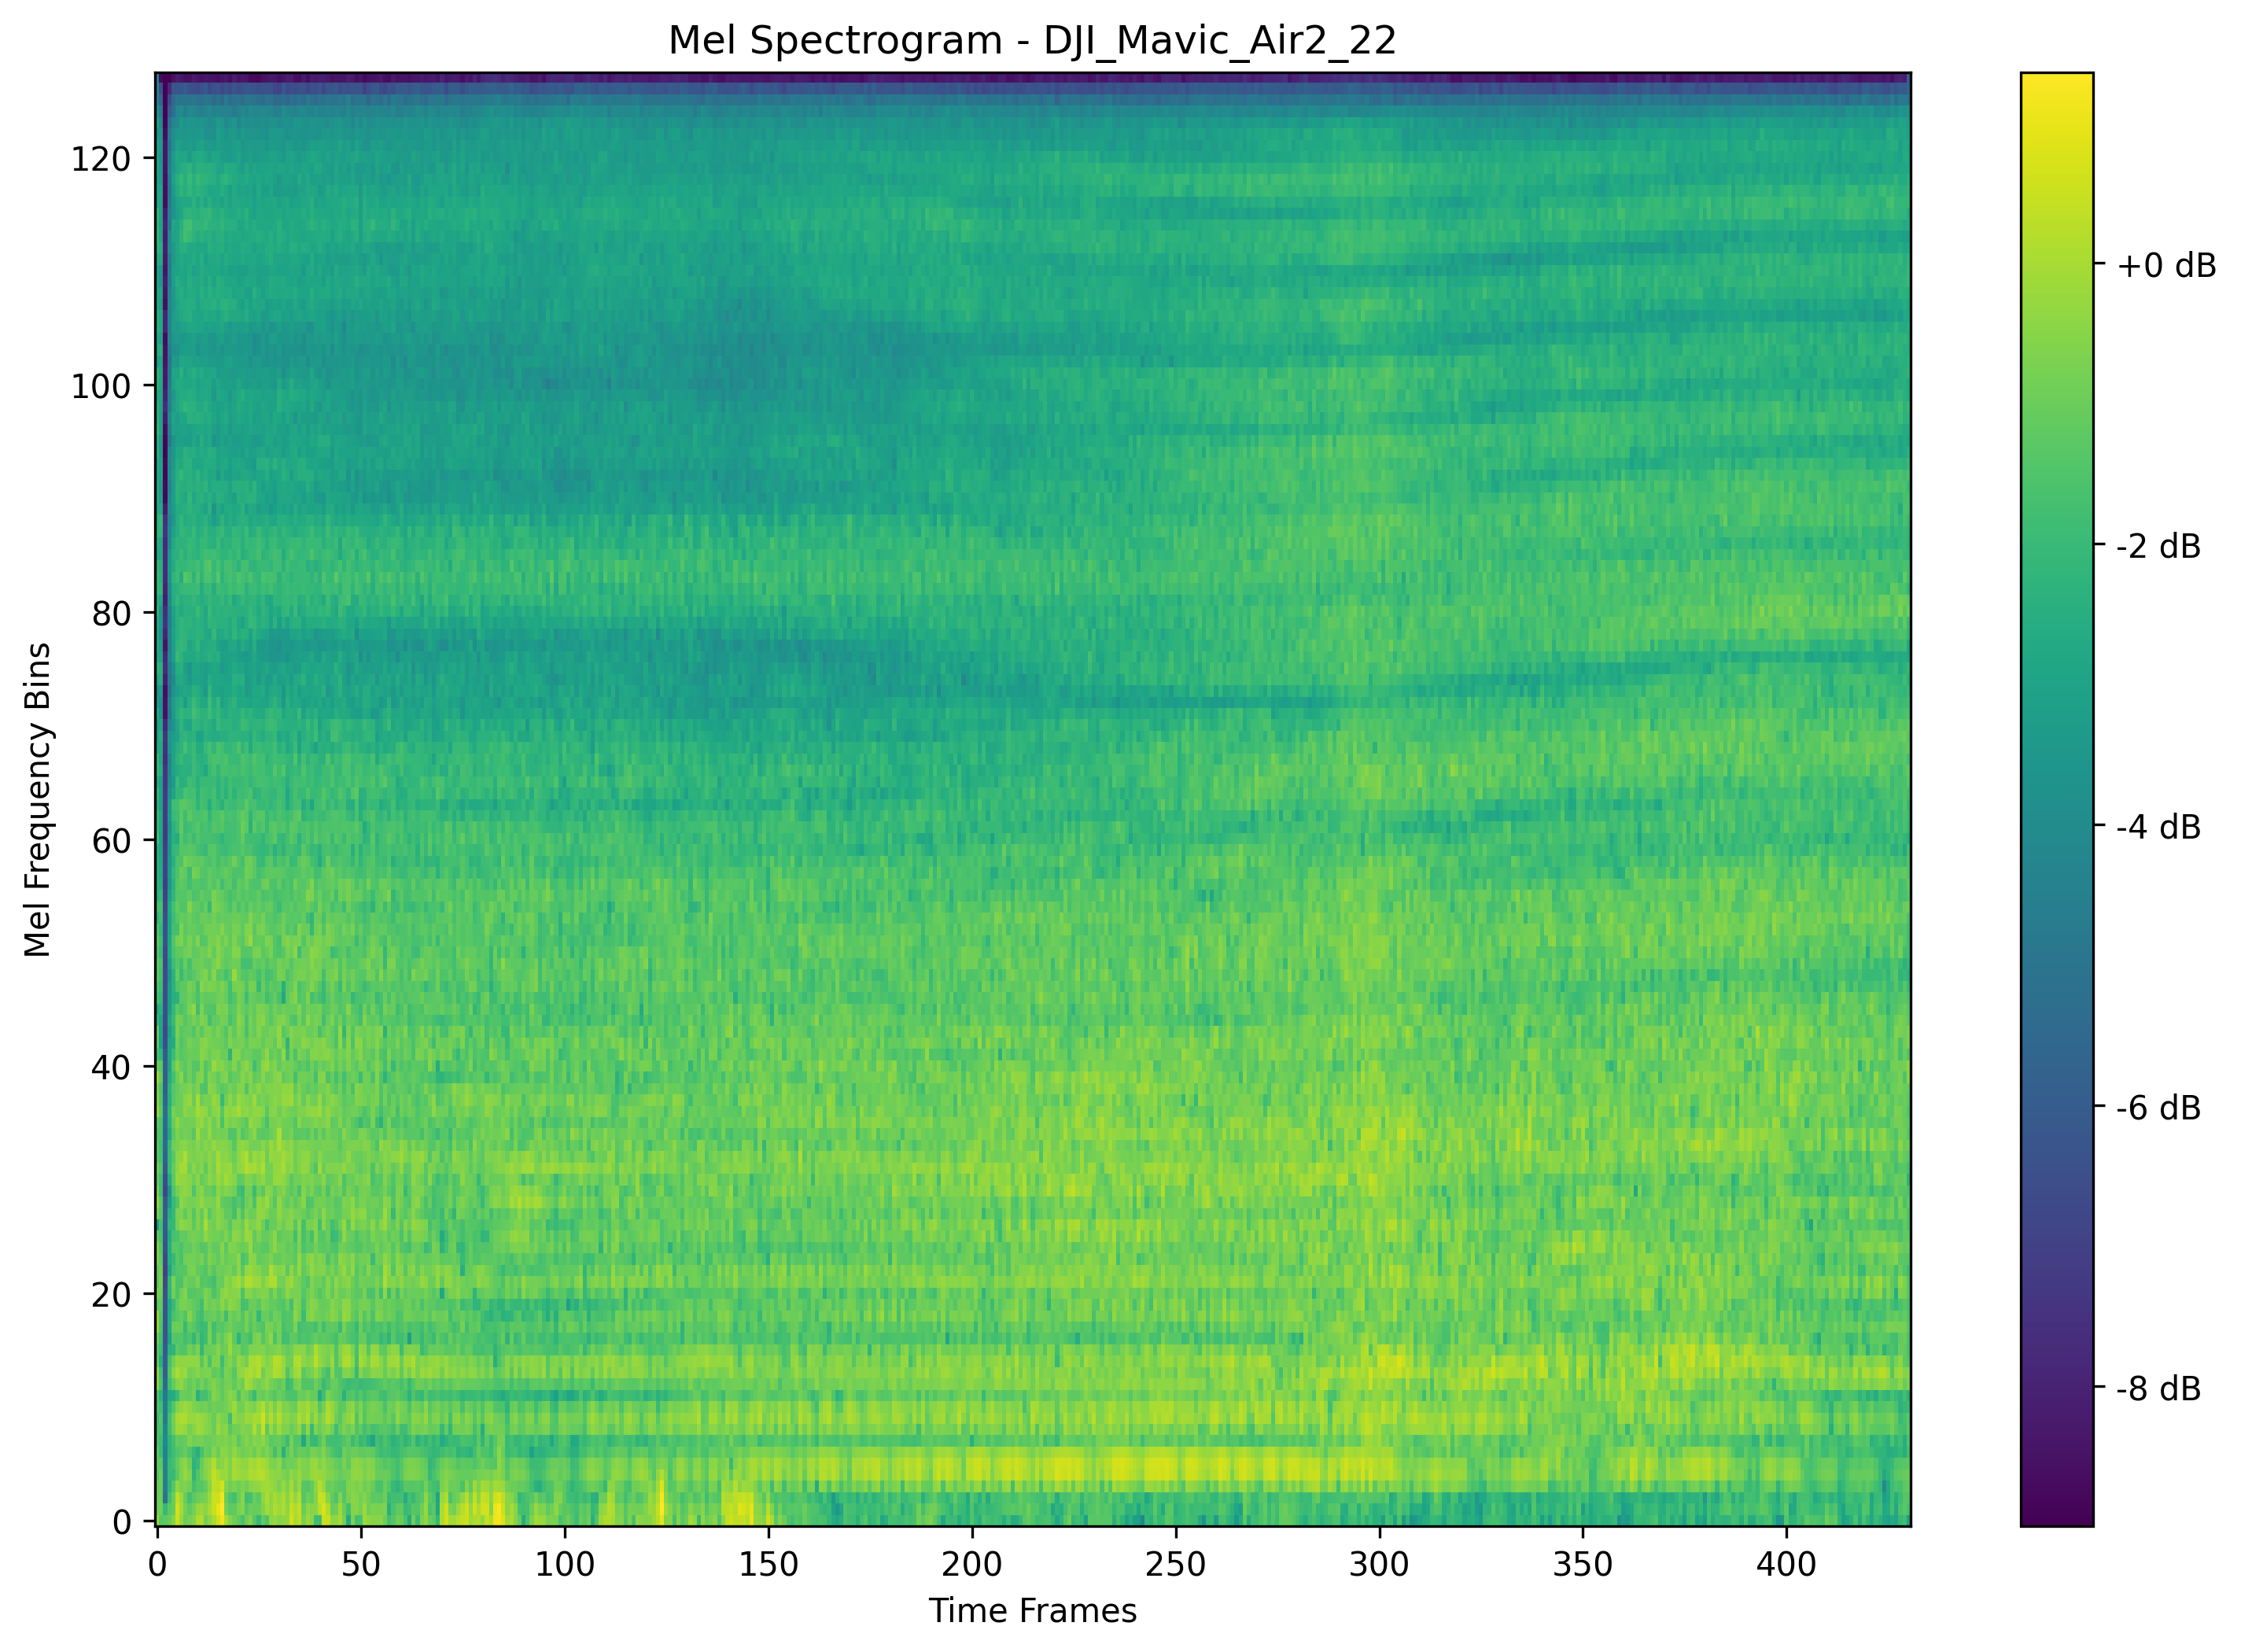 Mel Spectrogram - DJI_Mavic_Air2_22
120
100
80
60
40
20
0
Mel Frequency Bins
0 50 100 150 200 250 300 350 400
Time Frames
+0 dB
-2 dB
-4 dB
-6 dB
-8 dB